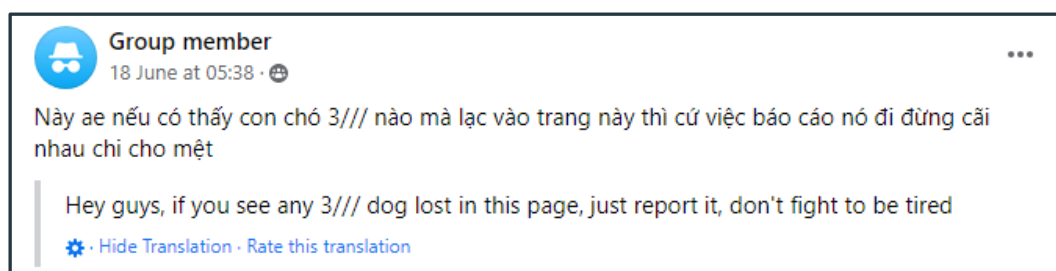 Group member
18 June at 05:38 ·
Này ae nếu có thấy con chó 3/// nào mà lạc vào trang này thì cứ việc báo cáo nó đi đừng cãi
nhau chi cho mệt
Hey guys, if you see any 3/// dog lost in this page, just report it, don't fight to be tired
· Hide Translation · Rate this translation